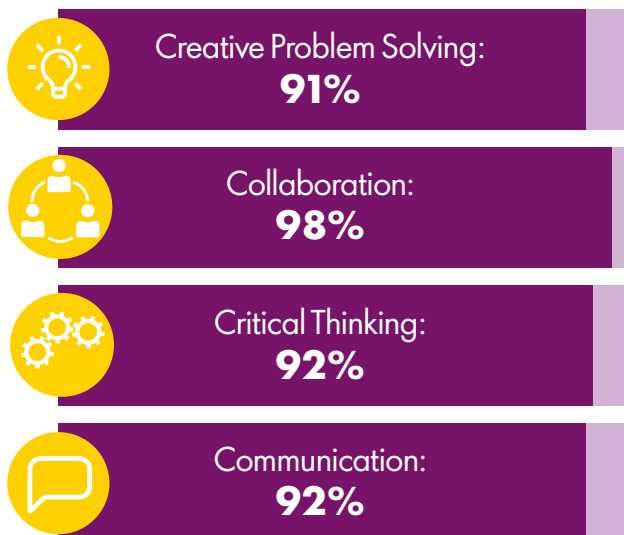 Creative Problem Solving:
91%
Collaboration:
98%
Critical Thinking:
92%
Communication:
92%